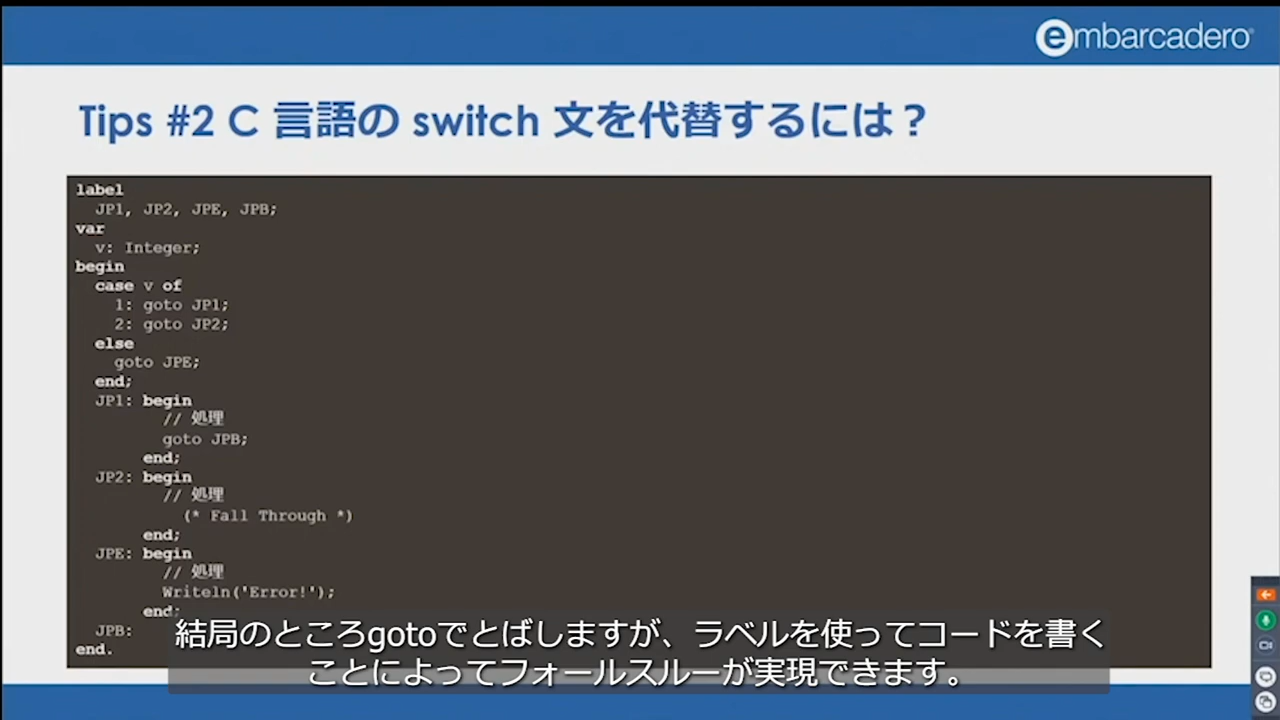 embarcadero
Tips #2 C 言語の switch 文を代替するには？
label
JP1, JP2, JPE, JPB;
var
v: Integer;
begin
case v of
1: goto JP1;
2: goto JP2;
else
goto JPE;
end;
JP1: begin
// 処理
goto JPB;
end;
JP2: begin
// 処理
(* Fall Through *)
end;
JPE: begin
// 処理
Writeln('Error!');
end;
JPB:
end.
結局のところgotoでとばしますが、ラベルを使ってコードを書く
ことによってフォールスルーが実現できます。